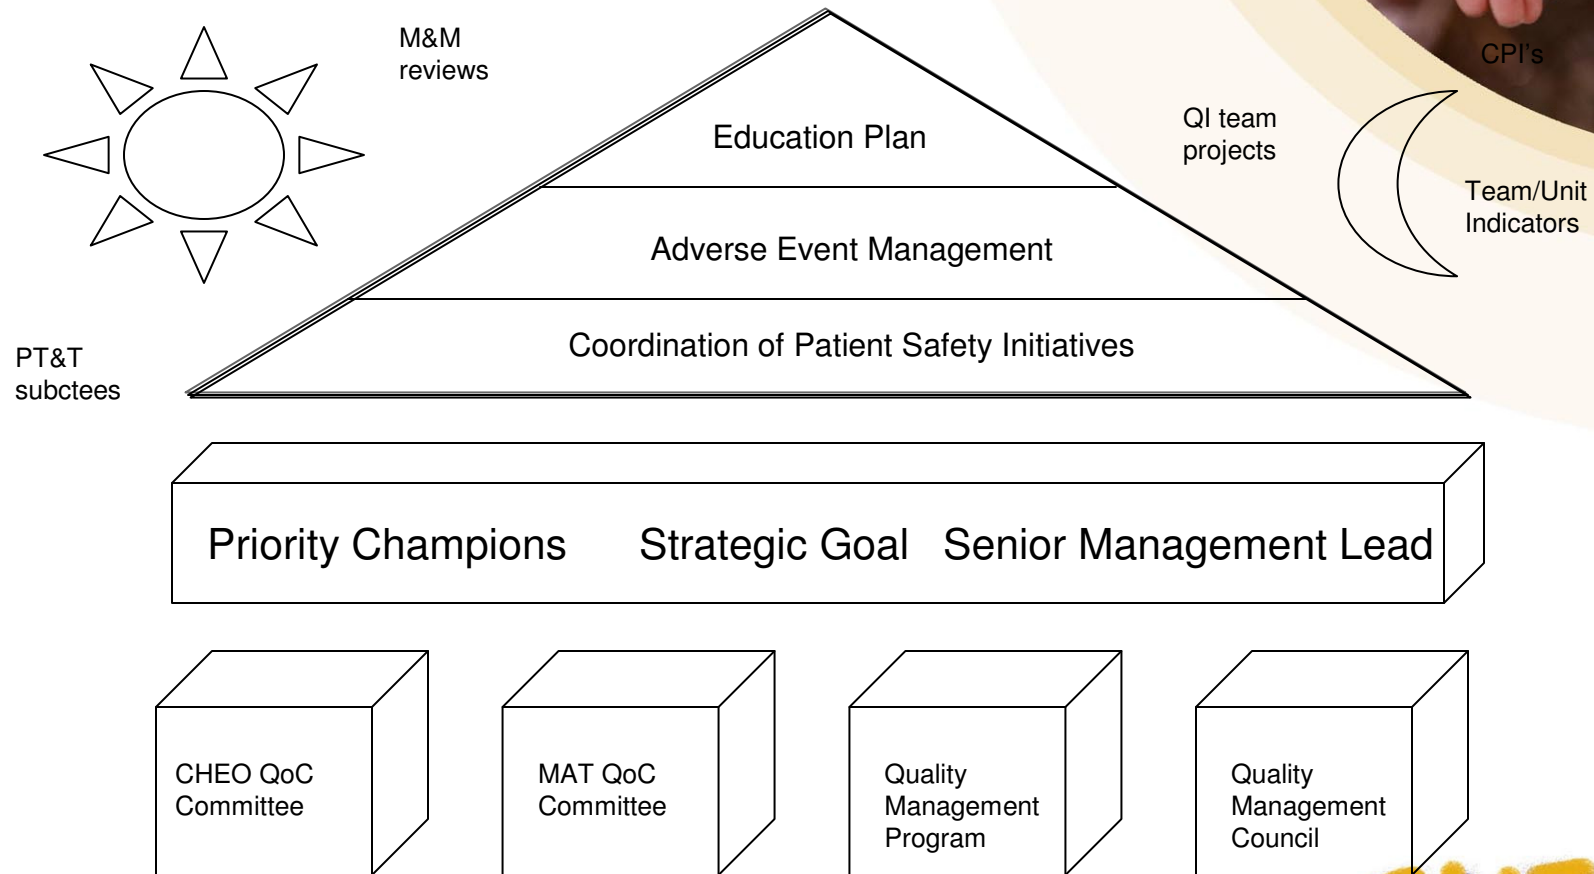 M&M
reviews
CPI's
QI team
projects
Team/Unit
Indicators
Education Plan
Adverse Event Management
Coordination of Patient Safety Initiatives
PT&T
subctees
Priority Champions Strategic Goal Senior Management Lead
CHEO QoC
Committee
MAT QoC
Committee
Quality
Management
Program
Quality
Management
Council